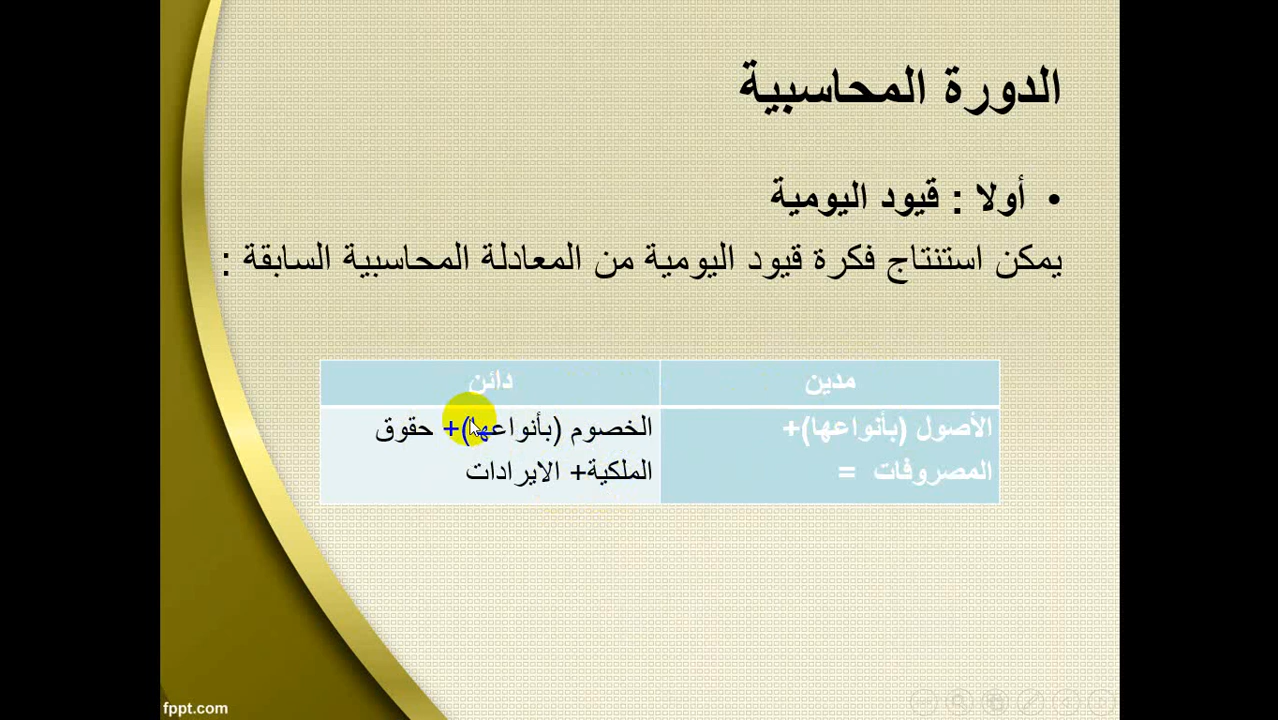 الدورة المحاسبية
• أولا : قيود اليومية
يمكن استنتاج فكرة قيود اليومية من المعادلة المحاسبية السابقة :
مدين
دائن
الأصول (بأنواعها)+
المصروفات =
الخصوم (بأنواعها)+ حقوق
الملكية+ الايرادات
fppt.com